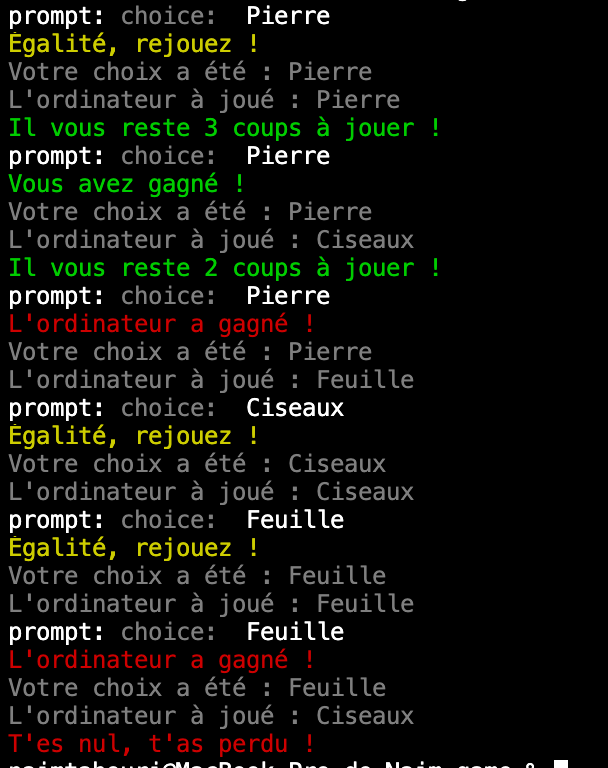 prompt: choice:  Pierre
Égalité, rejouez !
Votre choix a été : Pierre
L'ordinateur à joué : Pierre
Il vous reste 3 coups à jouer !
prompt: choice:  Pierre
Vous avez gagné !
Votre choix a été : Pierre
L'ordinateur à joué : Ciseaux
Il vous reste 2 coups à jouer !
prompt: choice:  Pierre
L'ordinateur a gagné !
Votre choix a été : Pierre
L'ordinateur à joué : Feuille
prompt: choice:  Ciseaux
Égalité, rejouez !
Votre choix a été : Ciseaux
L'ordinateur à joué : Ciseaux
prompt: choice:  Feuille
Égalité, rejouez !
Votre choix a été : Feuille
L'ordinateur à joué : Feuille
prompt: choice:  Feuille
L'ordinateur a gagné !
Votre choix a été : Feuille
L'ordinateur à joué : Ciseaux
T'es nul, t'as perdu !